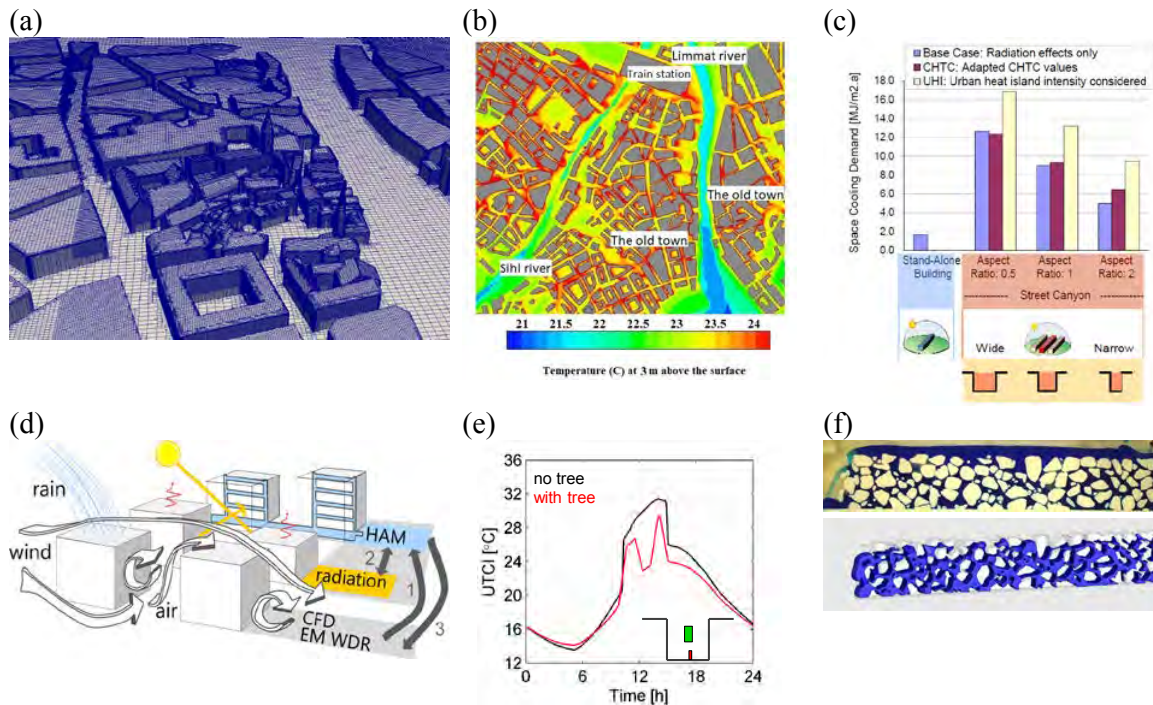 (a)
(b)
Limmat river
Train station
The old town
The old town
Sihl river
21 21.5 22 22.5 23 23.5 24
Temperature (C) at 3 m above the surface
(c)
Base Case: Radiation effects only
CHTC: Adapted CHTC values
UHI: Urban heat island intensity considered
Space Cooling Demand [MJ/m2.a]
18.0
16.0
14.0
12.0
10.0
8.0
6.0
4.0
2.0
0.0
Stand-Alone
Building
Aspect
Ratio: 0.5
Aspect
Ratio: 1
Aspect
Ratio: 2
Street Canyon
Wide
Narrow
(d)
rain
wind
air
HAM
2
radiation
1
CFD
EM WDR
3
(e)
UTCI [°C]
36
32
28
24
20
16
12
no tree
with tree
0 6 12 18 24
Time [h]
(f)